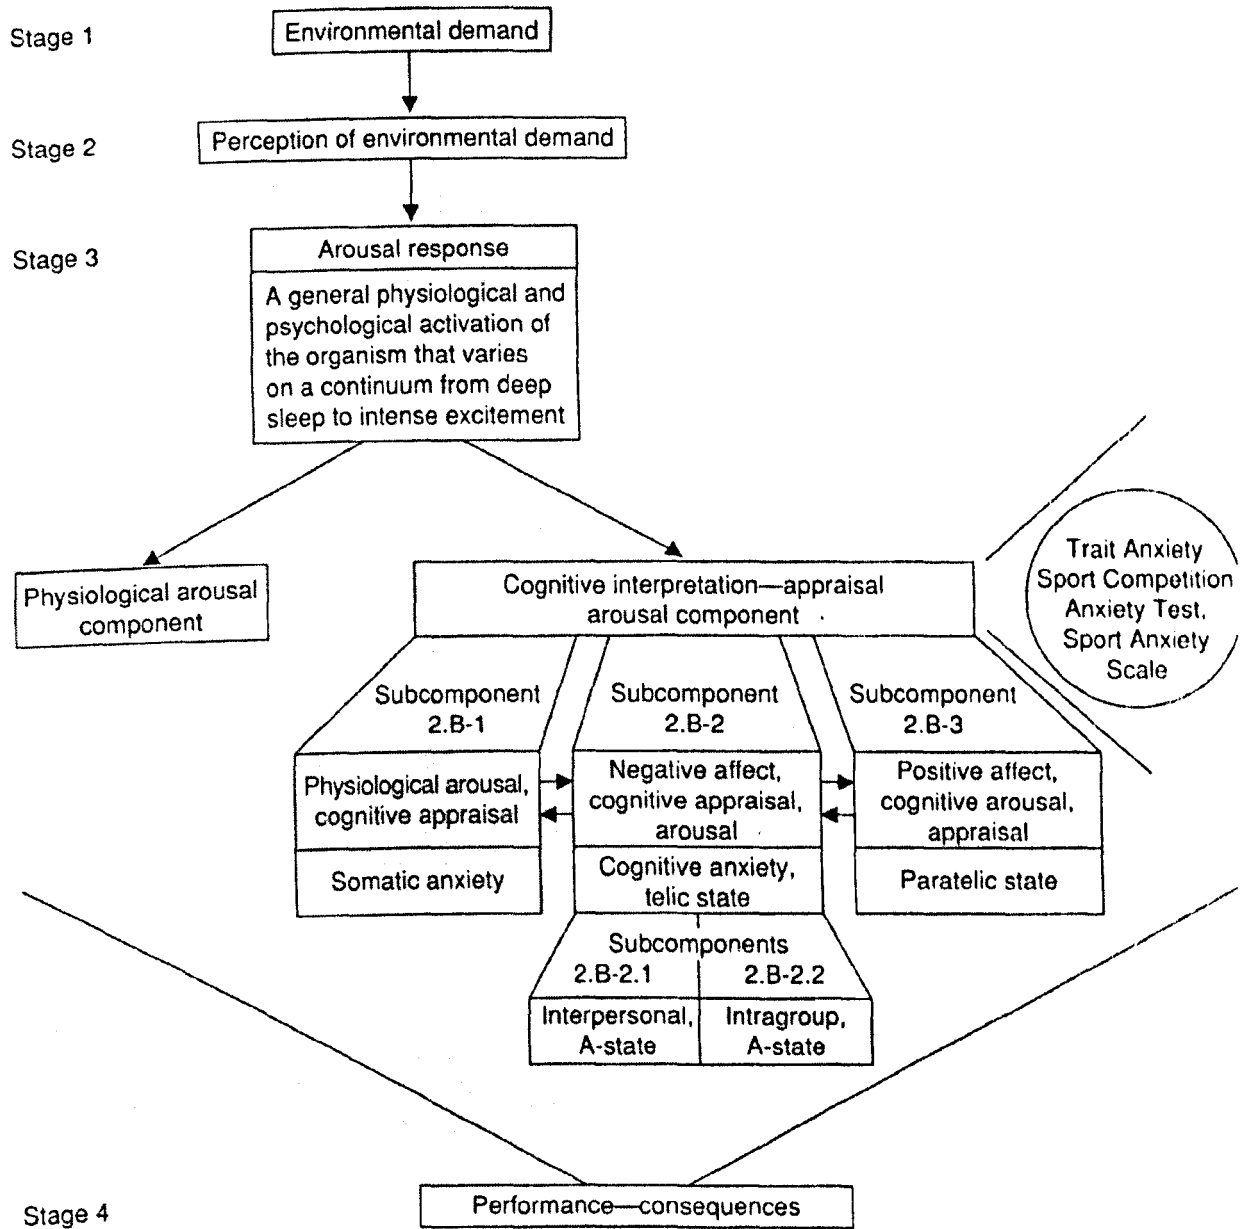 Stage 1
Environmental demand
Stage 2
Perception of environmental demand
Stage 3
Arousal response
A general physiological and
psychological activation of
the organism that varies
on a continuum from deep
sleep to intense excitement
Physiological arousal
component
Cognitive interpretation—appraisal
arousal component
Trait Anxiety
Sport Competition
Anxiety Test,
Sport Anxiety
Scale
Subcomponent
2.B-1
Subcomponent
2.B-2
Subcomponent
2.B-3
Physiological arousal,
cognitive appraisal
Negative affect,
cognitive appraisal,
arousal
Positive affect,
cognitive arousal,
appraisal
Somatic anxiety
Cognitive anxiety,
telic state
Paratelic state
Subcomponents
2.B-2.1
2.B-2.2
Interpersonal,
A-state
Intragroup,
A-state
Stage 4
Performance—consequences